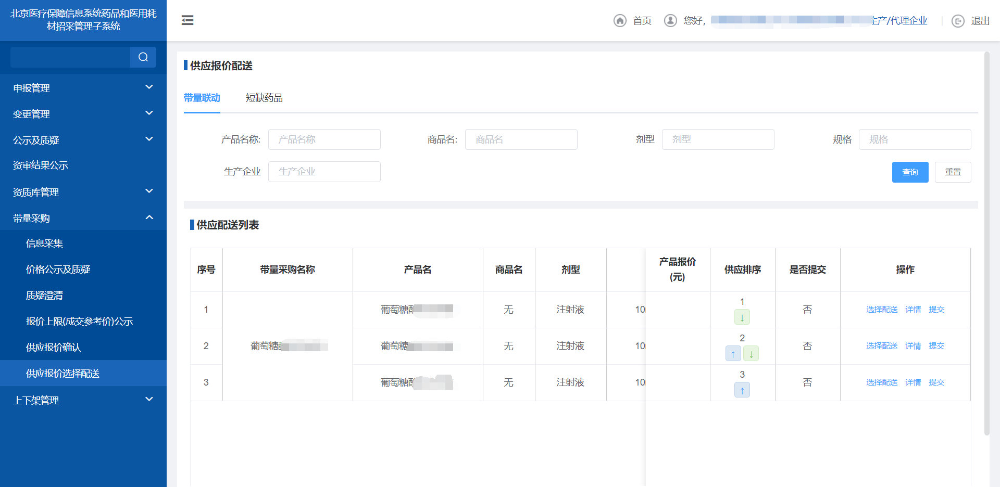 北京医疗保障信息系统药品和医用耗
材招采管理子系统
首页
您好,
生产/代理企业
退出
申报管理
变更管理
公示及质疑
资审结果公示
资质库管理
带量采购
信息采集
价格公示及质疑
质疑澄清
报价上限(成交参考价)公示
供应报价确认
供应报价选择配送
上下架管理
供应报价配送
带量联动 短缺药品
产品名称: 产品名称 商品名: 商品名 剂型 剂型 规格 规格
生产企业 生产企业 查询 重置
供应配送列表
序号 带量采购名称 产品名 商品名 剂型 产品报价 供应排序 是否提交 操作
(元)
1 葡萄糖 无 注射液 10 1 否 选择配送 详情 提交
↓
2 葡萄糖 葡萄糖 无 注射液 10 2 否 选择配送 详情 提交
↑ ↓
3 葡萄糖 无 注射液 10 3 否 选择配送 详情 提交
↑